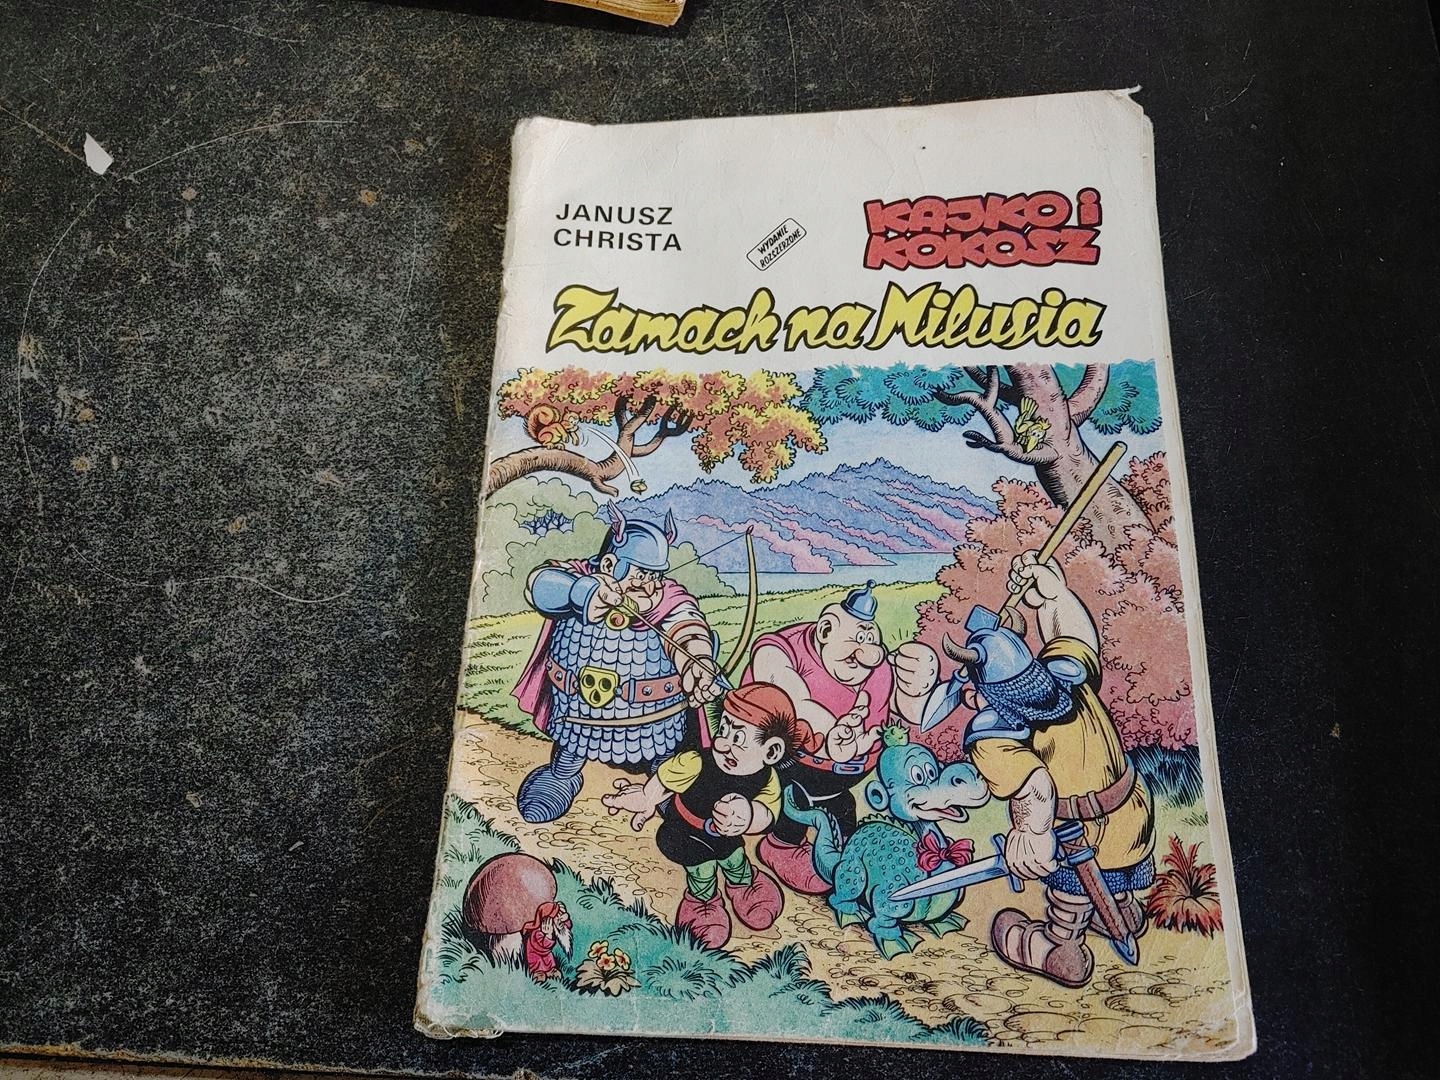 JANUSZ
CHRISTA
WYDANIE
ROZSZERZONE
KAJKO i
KOKOSZ
Zamach na Milusia